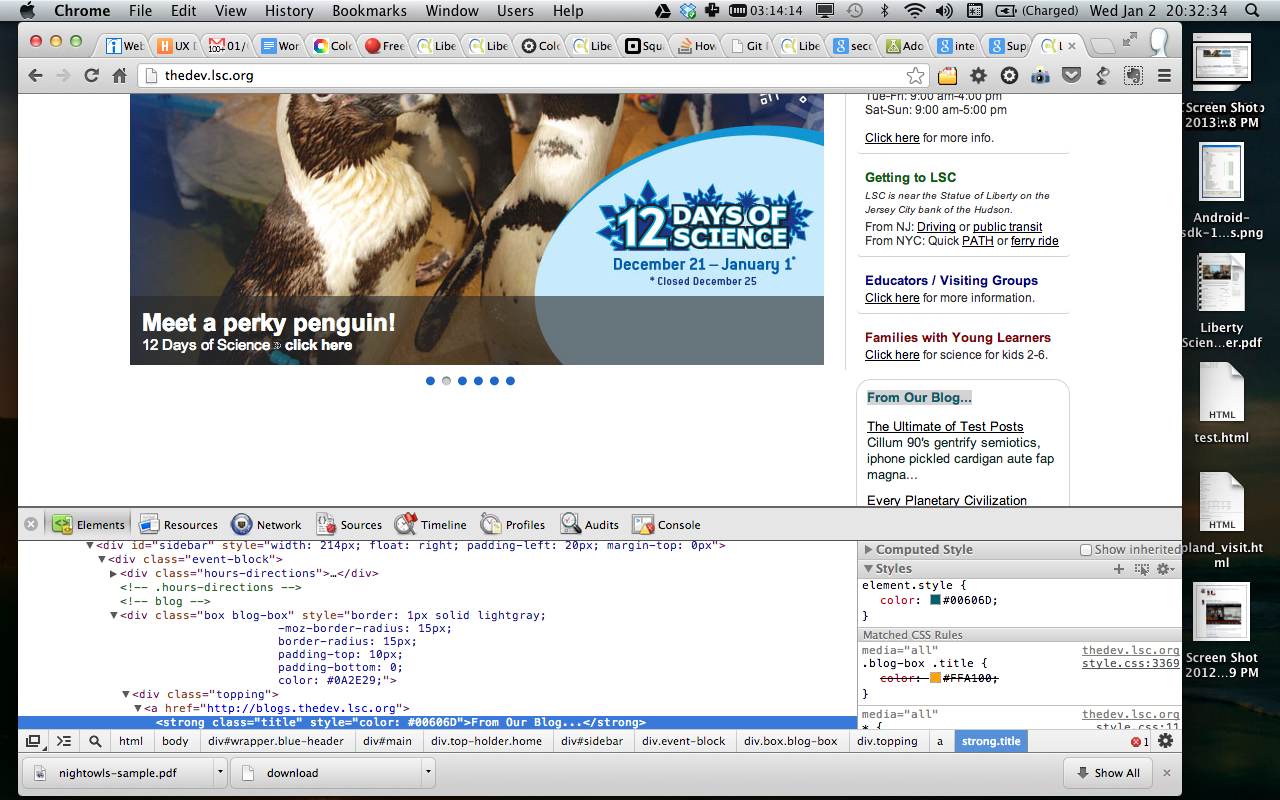 Chrome File Edit View History Bookmarks Window Users Help 03:14:14 (Charged) Wed Jan 2 20:32:34
Web UX D 01/ Wor Colo Free Libe Libe Colo Libe Squa How Git I Libe secc Ado inte Sup L
thedev.lsc.org
Tue-Fri: 9:00 am-4:00 pm
Sat-Sun: 9:00 am-5:00 pm
Click here for more info.
Getting to LSC
LSC is near the Statue of Liberty on the
Jersey City bank of the Hudson.
From NJ: Driving or public transit
From NYC: Quick PATH or ferry ride
Educators / Visiting Groups
Click here for more information.
Families with Young Learners
Click here for science for kids 2-6.
From Our Blog...
The Ultimate of Test Posts
Cillum 90's gentrify semiotics,
iphone pickled cardigan aute fap
magna...
Every Planetary Civilization
12 DAYS OF
SCIENCE
December 21 – January 1*
* Closed December 25
Meet a perky penguin!
12 Days of Science » click here
Elements Resources Network Sources Timeline Profiles Audits Console
<div id="sidebar" style="width: 214px; float: right; padding-left: 20px; margin-top: 0px">
<div class="event-block">
<div class="hours-directions">…</div>
<!-- .hours-directions -->
<!-- blog -->
<div class="box blog-box" style="border: 1px solid lightgray;
-moz-border-radius: 15px;
border-radius: 15px;
padding-top: 10px;
padding-bottom: 0;
color: #0A2E29;">
<div class="topping">
<a href="http://blogs.thedev.lsc.org">
<strong class="title" style="color: #00606D">From Our Blog...</strong>
Computed Style Show inherited
Styles
element.style {
color: #00606D;
}
Matched CSS Rules
media="all" thedev.lsc.org
.blog-box .title { style.css:3369
color: #FFA100;
}
media="all" thedev.lsc.org
* { style.css:11
html body div#wrapper.blue-header div#main div.top-holder.home div#sidebar div.event-block div.box.blog-box div.topping a strong.title 1
nightowls-sample.pdf download Show All
Screen Shot
2013...8 PM
Android-
sdk-1...s.png
Liberty
Scien...er.pdf
HTML
test.html
HTML
pland_visit.ht
ml
Screen Shot
2012...9 PM